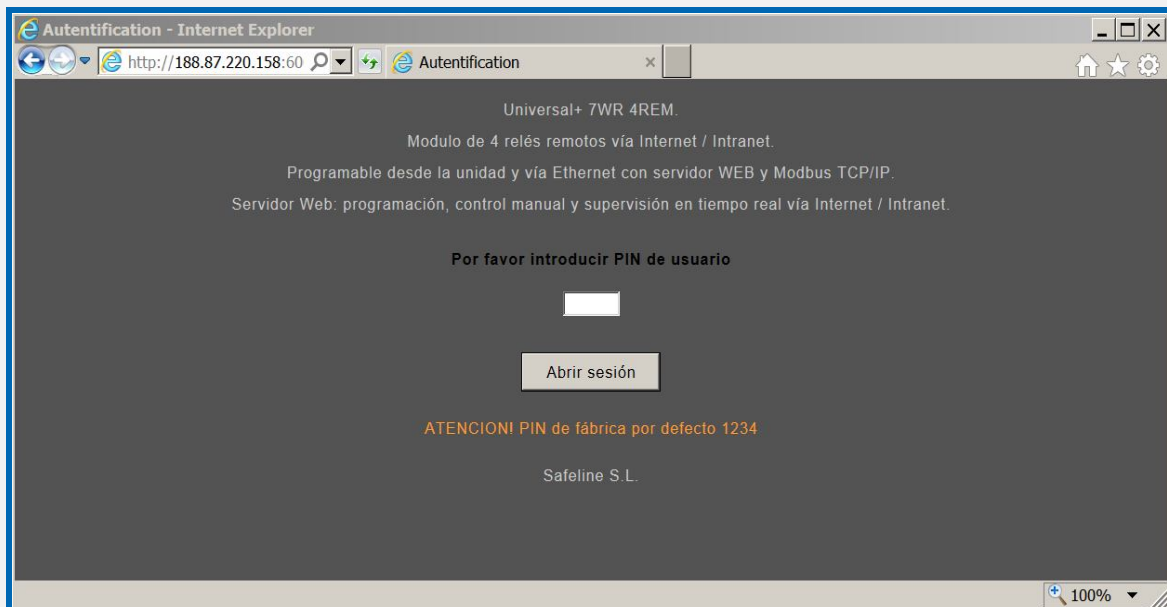 Autentification - Internet Explorer
http://188.87.220.158:60
Autentification
Universal+ 7WR 4REM.
Modulo de 4 relés remotos vía Internet / Intranet.
Programable desde la unidad y vía Ethernet con servidor WEB y Modbus TCP/IP.
Servidor Web: programación, control manual y supervisión en tiempo real vía Internet / Intranet.
Por favor introducir PIN de usuario
Abrir sesión
ATENCION! PIN de fábrica por defecto 1234
Safeline S.L.
100%